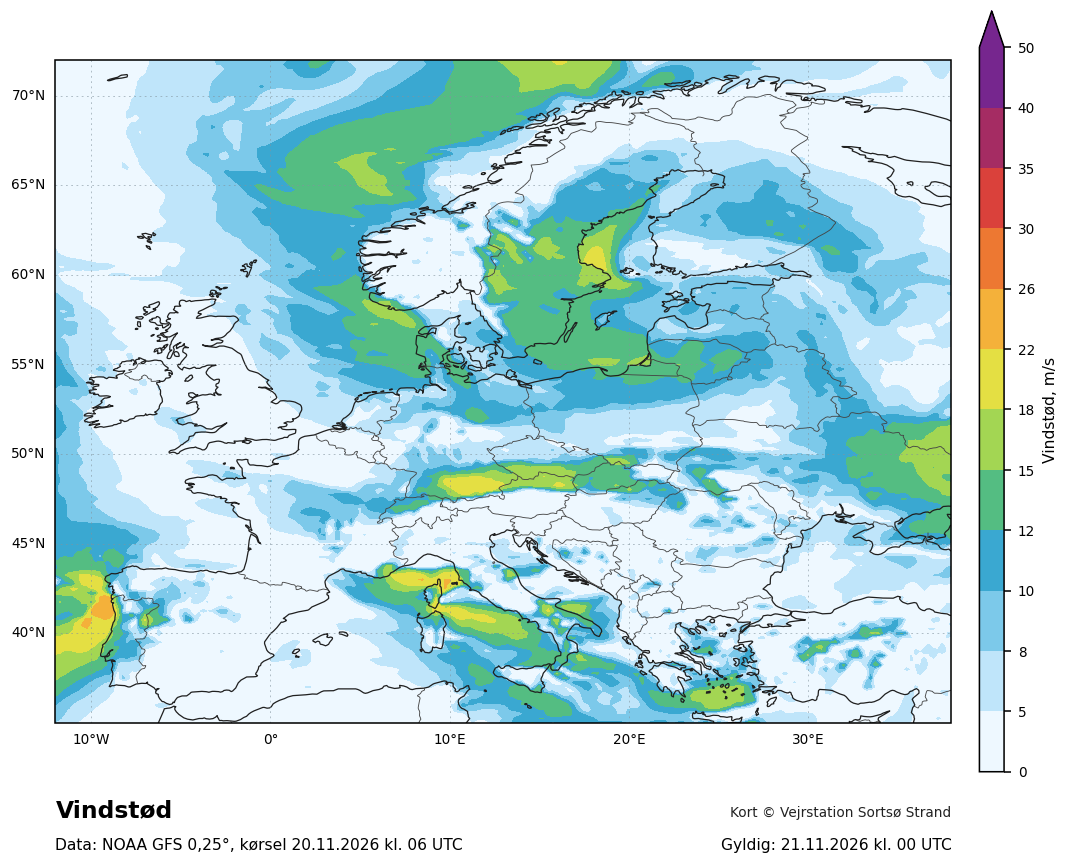 50
40
35
30
26
22
18
15
12
10
8
5
0
Vindstød, m/s
70°N
65°N
60°N
55°N
50°N
45°N
40°N
10°W
0°
10°E
20°E
30°E
Vindstød
Kort © Vejrstation Sortsø Strand
Data: NOAA GFS 0,25°, kørsel 20.11.2026 kl. 06 UTC
Gyldig: 21.11.2026 kl. 00 UTC